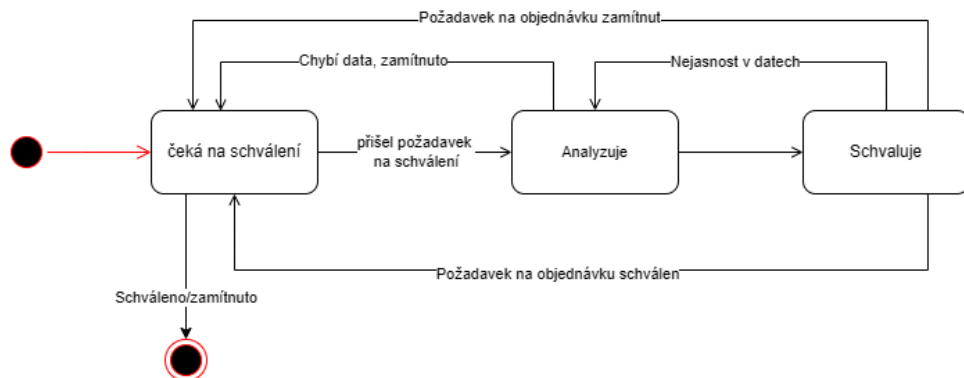 Požadavek na objednávku zamítnut
Chybí data, zamítnuto
Nejasnost v datech
čeká na schválení
přišel požadavek
na schválení
Analyzuje
Schvaluje
Požadavek na objednávku schválen
Schváleno/zamítnuto